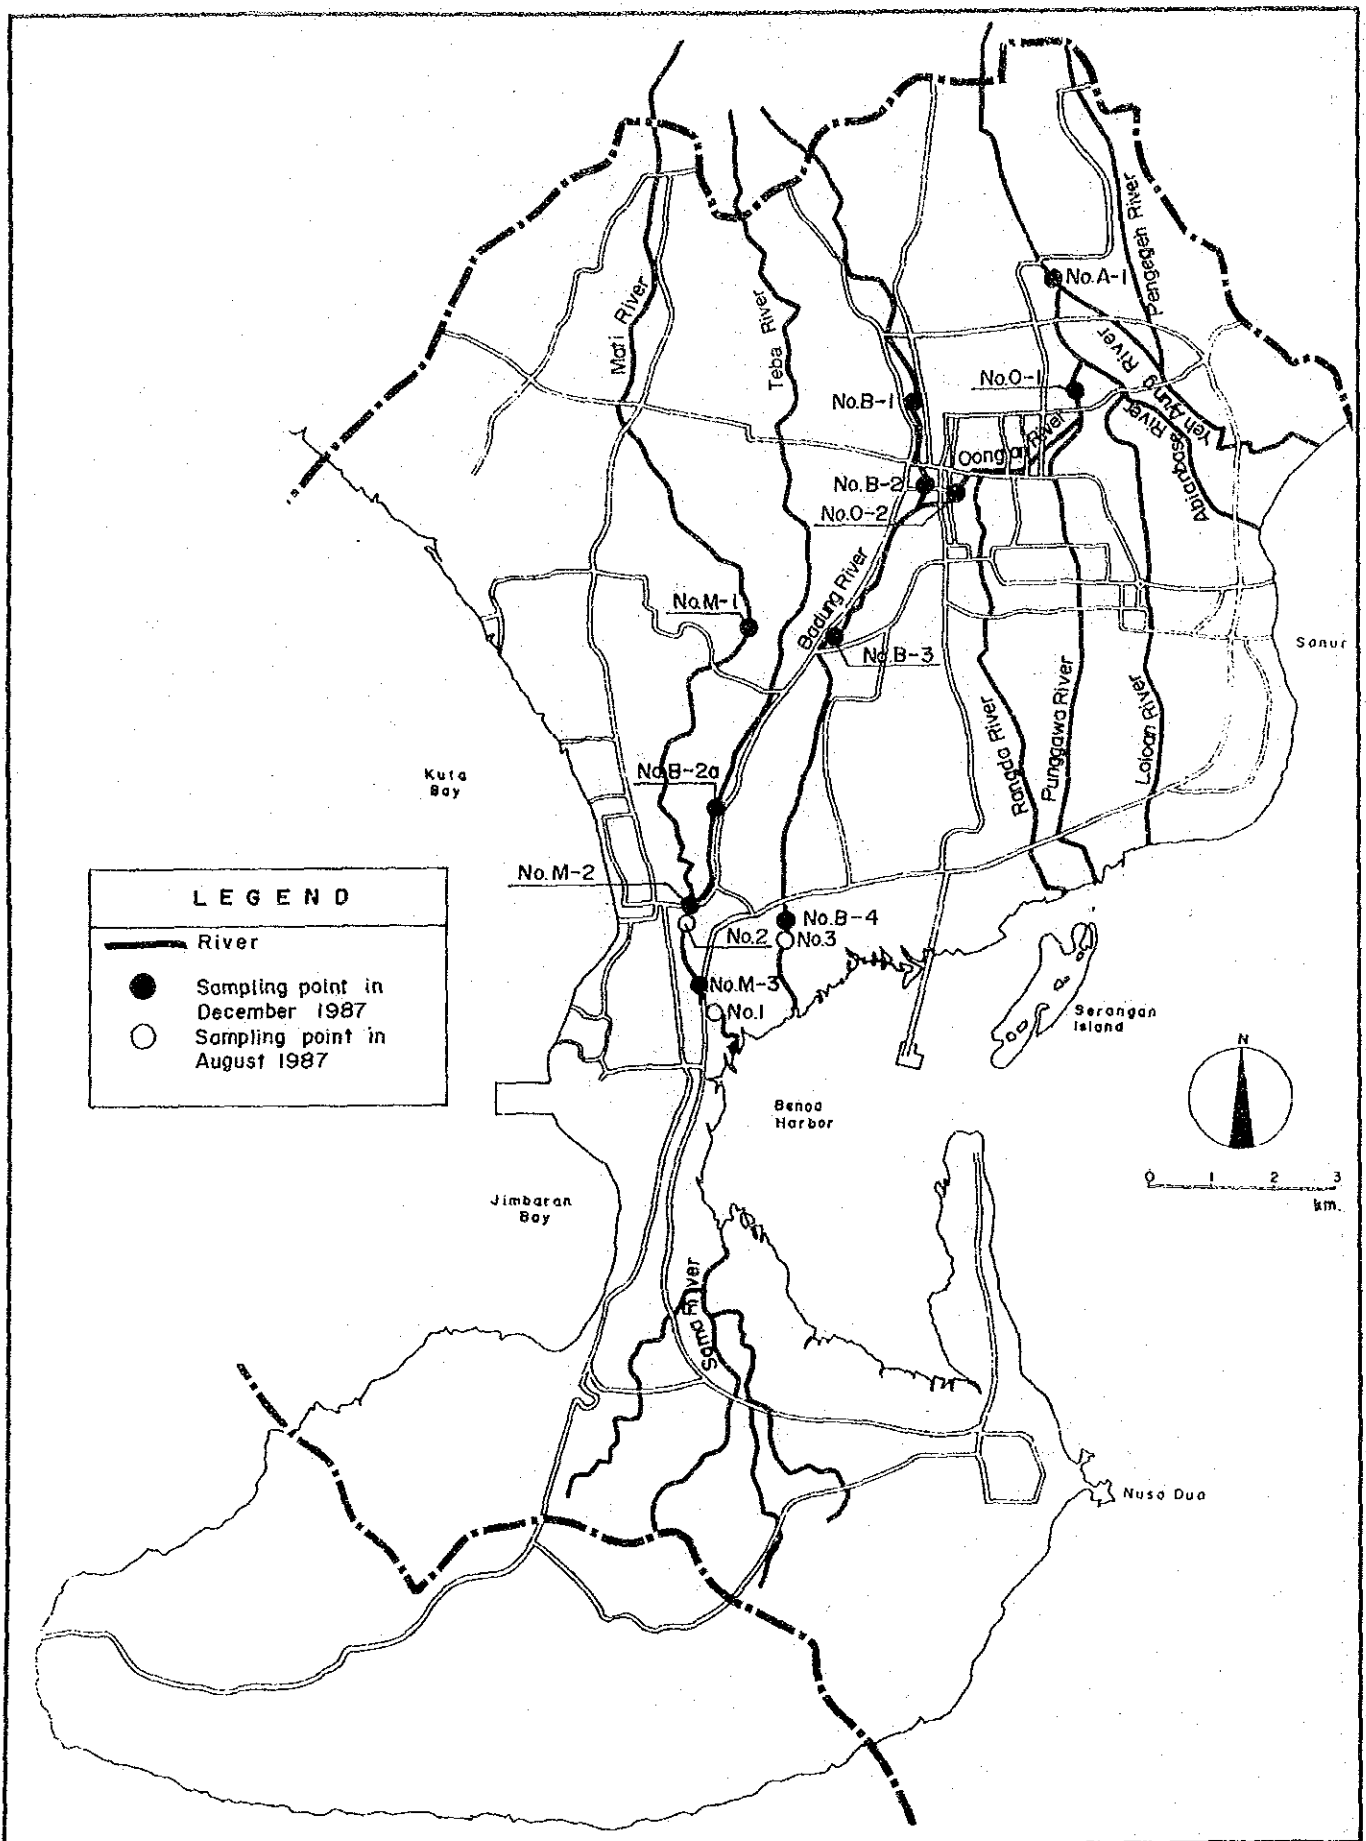 Pengegeh River
No.A-1
Mati River
Teba River
Yeh Ayung River
No.O-1
No.B-1
Abianbase River
Oongan River
No.B-2
No.O-2
Badung River
No.M-1
No.B-3
Sanur
Rangda River
Punggawa River
Loloan River
Kuta
Bay
No.B-2a
No.M-2
LEGEND
River
Sampling point in
December 1987
Sampling point in
August 1987
No.B-4
No.2
No.3
No.M-3
No.1
Serangan
Island
N
Benoa
Harbor
0 1 2 3
km.
Jimbaran
Bay
Sama River
Nusa Dua